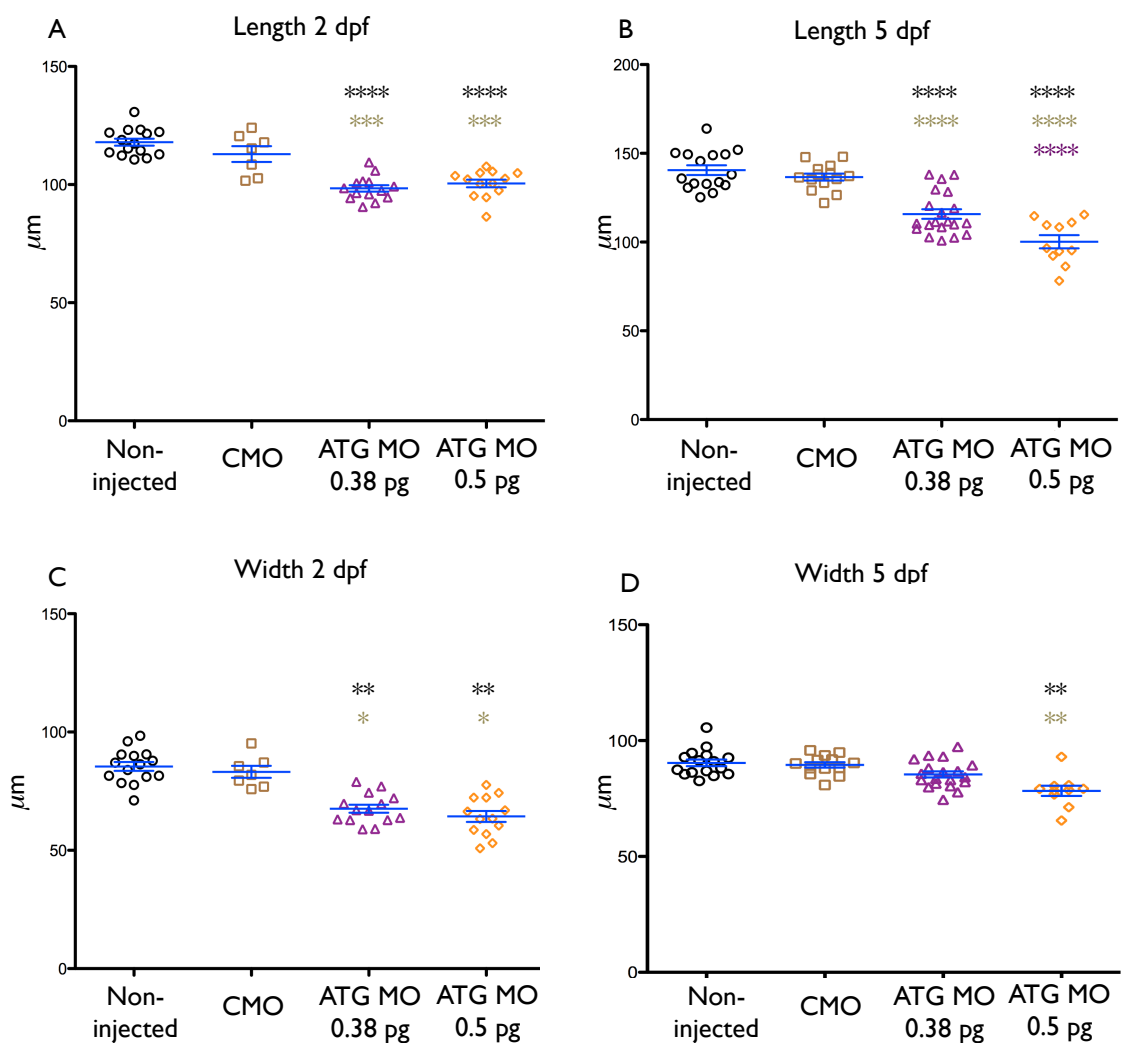 A
Length 2 dpf
150
100
50
0
μm
****
***
****
***
Non-
injected
CMO
ATG MO
0.38 pg
ATG MO
0.5 pg
B
Length 5 dpf
200
150
100
50
0
μm
****
****
****
****
****
Non-
injected
CMO
ATG MO
0.38 pg
ATG MO
0.5 pg
C
Width 2 dpf
150
100
50
0
μm
**
*
**
*
Non-
injected
CMO
ATG MO
0.38 pg
ATG MO
0.5 pg
D
Width 5 dpf
150
100
50
0
μm
**
**
Non-
injected
CMO
ATG MO
0.38 pg
ATG MO
0.5 pg